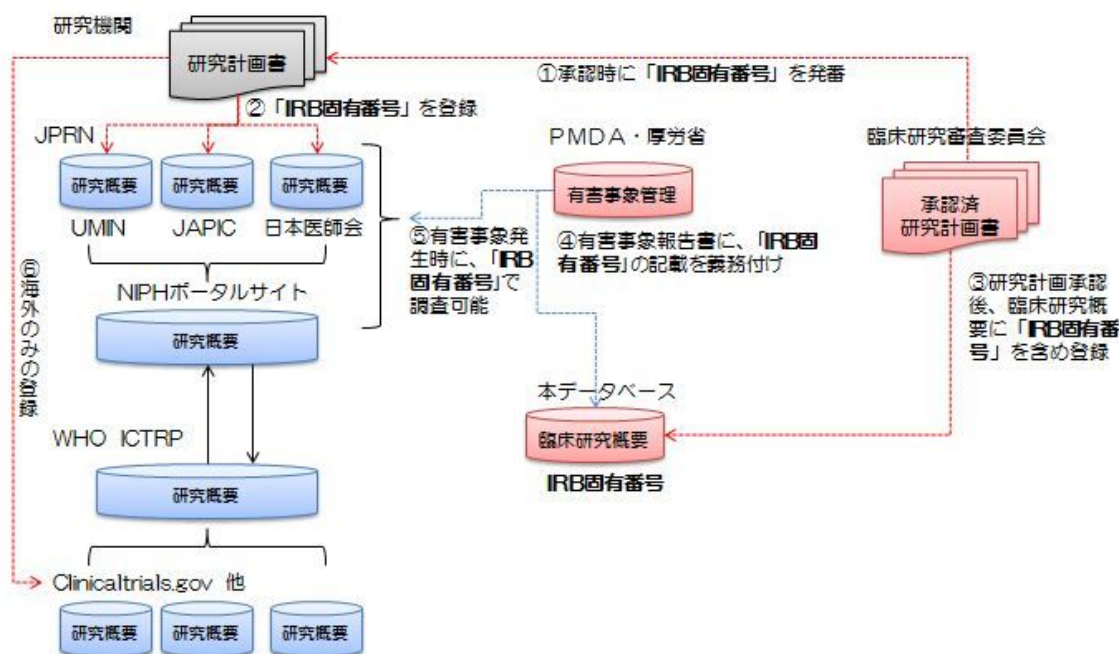 研究機関
研究計画書
①承認時に「IRB固有番号」を発番
②「IRB固有番号」を登録
JPRN
研究概要
研究概要
研究概要
UMIN
JAPIC
日本医師会
PMDA・厚労省
有害事象管理
臨床研究審査委員会
承認済
研究計画書
④有害事象報告書に、「IRB固
有番号」の記載を義務付け
⑤有害事象発
生時に、「IRB
固有番号」で
調査可能
③研究計画承認
後、臨床研究概
要に「IRB固有番
号」を含め登録
NIPHポータルサイト
研究概要
⑥海外のみの登録
本データベース
臨床研究概要
IRB固有番号
WHO ICTRP
研究概要
Clinicaltrials.gov 他
研究概要
研究概要
研究概要